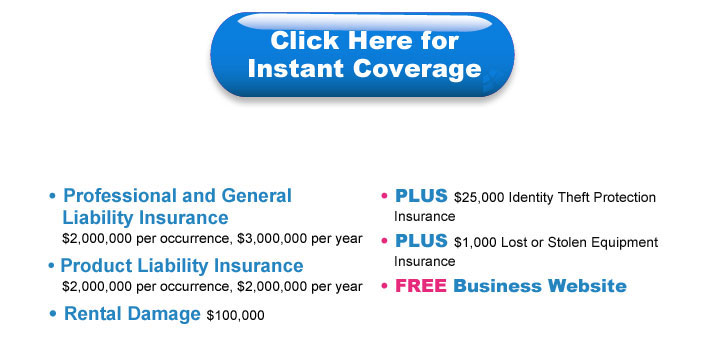 Click Here for
Instant Coverage
• Professional and General
Liability Insurance
$2,000,000 per occurrence, $3,000,000 per year
• Product Liability Insurance
$2,000,000 per occurrence, $2,000,000 per year
• Rental Damage $100,000
• PLUS $25,000 Identity Theft Protection
Insurance
• PLUS $1,000 Lost or Stolen Equipment
Insurance
• FREE Business Website